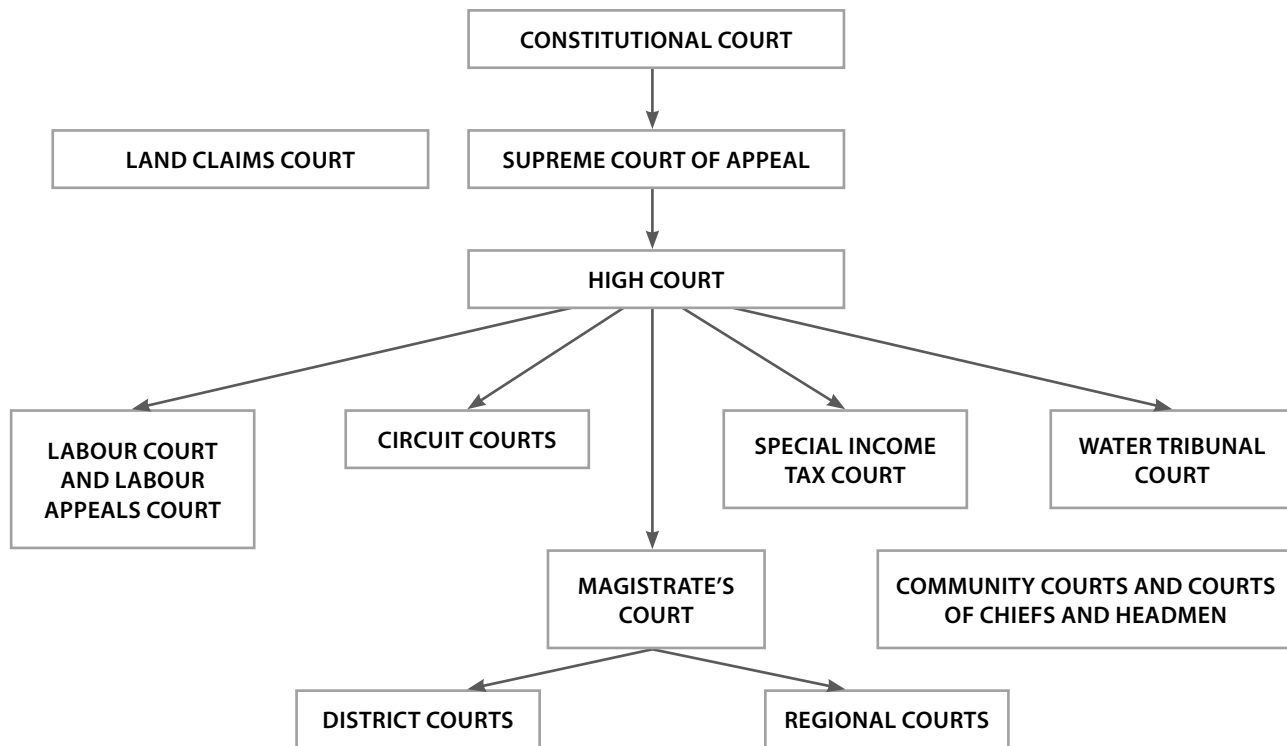 CONSTITUTIONAL COURT
LAND CLAIMS COURT
SUPREME COURT OF APPEAL
HIGH COURT
LABOUR COURT
AND LABOUR
APPEALS COURT
CIRCUIT COURTS
SPECIAL INCOME
TAX COURT
WATER TRIBUNAL
COURT
MAGISTRATE’S
COURT
COMMUNITY COURTS AND COURTS
OF CHIEFS AND HEADMEN
DISTRICT COURTS
REGIONAL COURTS